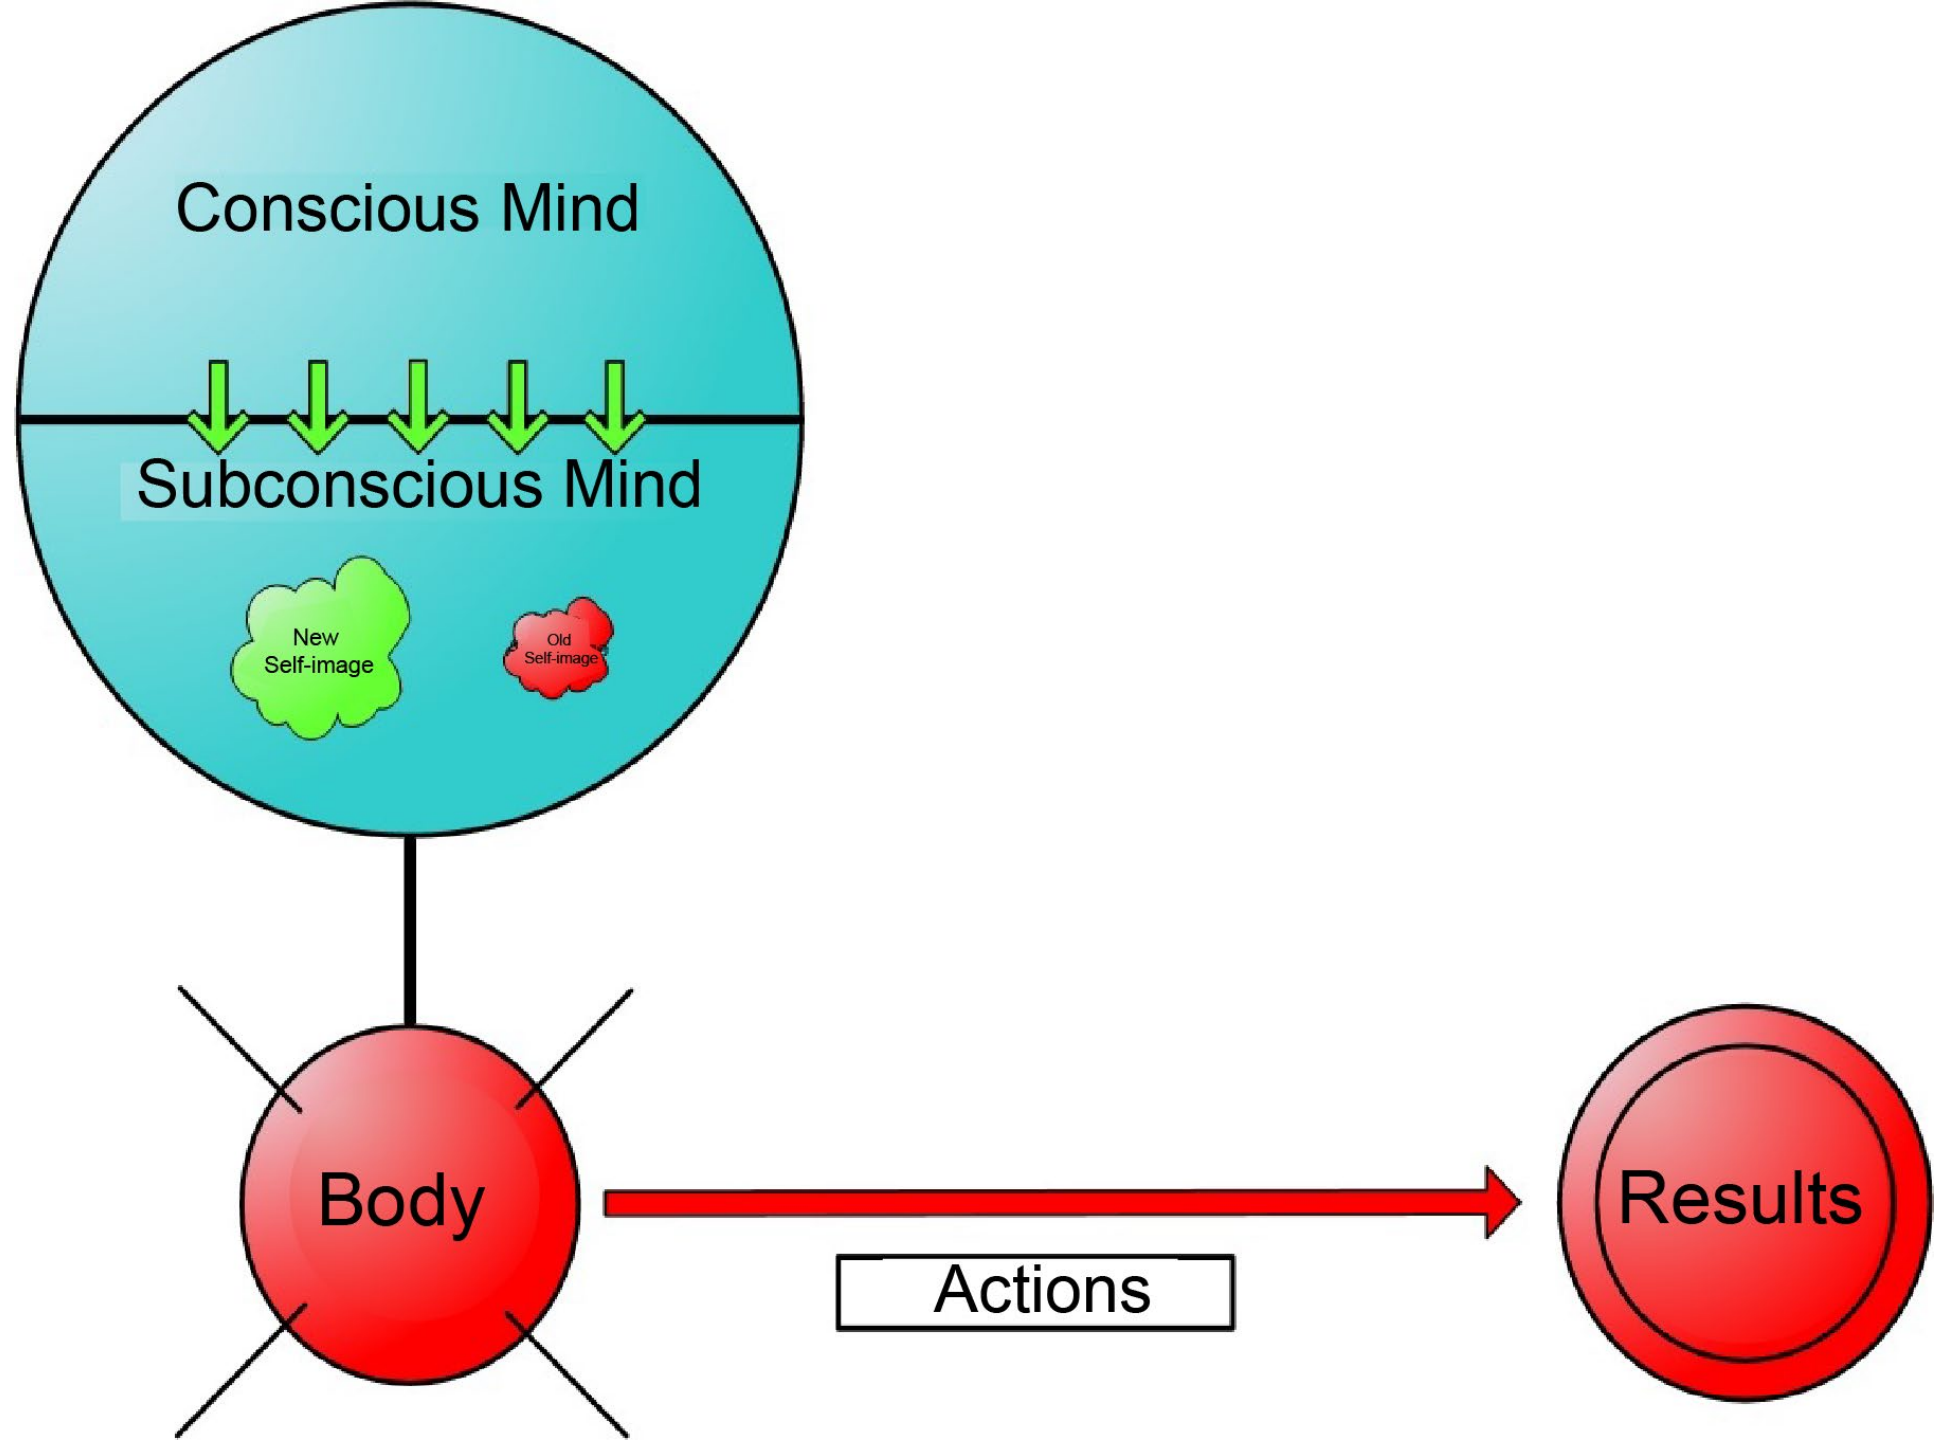 Conscious Mind
Subconscious Mind
New
Self-image
Old
Self-image
Body
Actions
Results